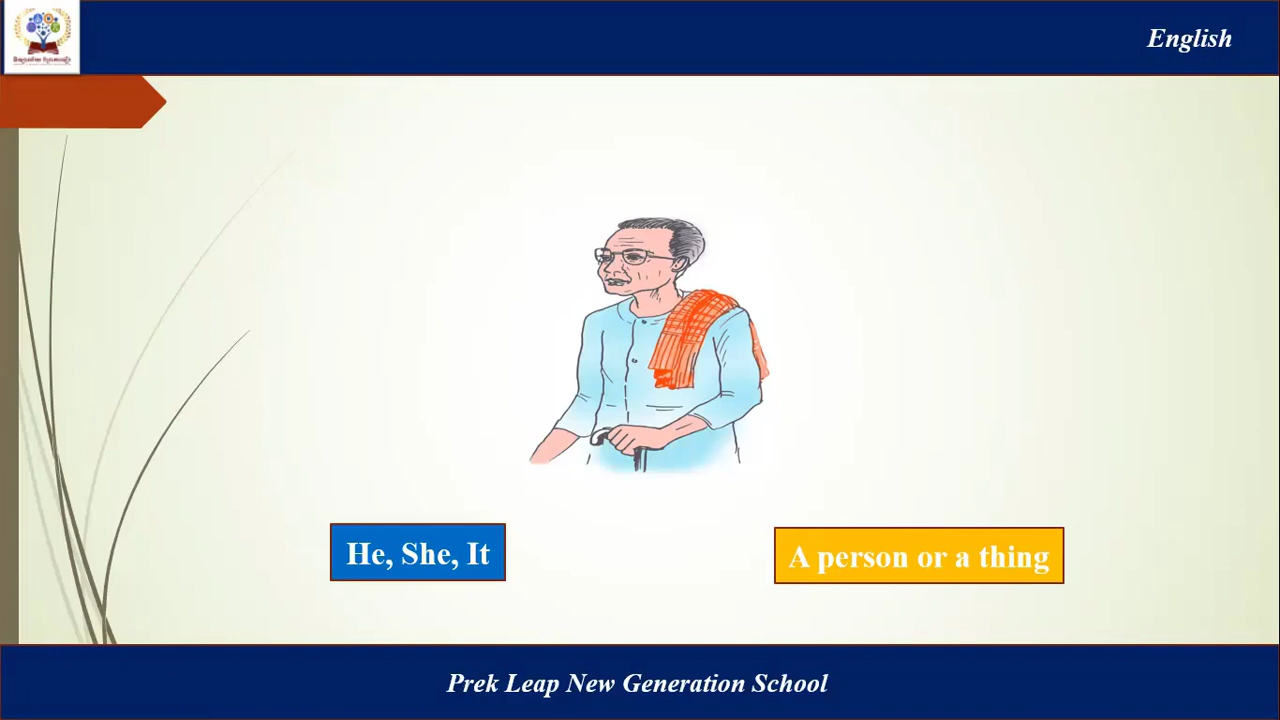 English
He, She, It
A person or a thing
Prek Leap New Generation School